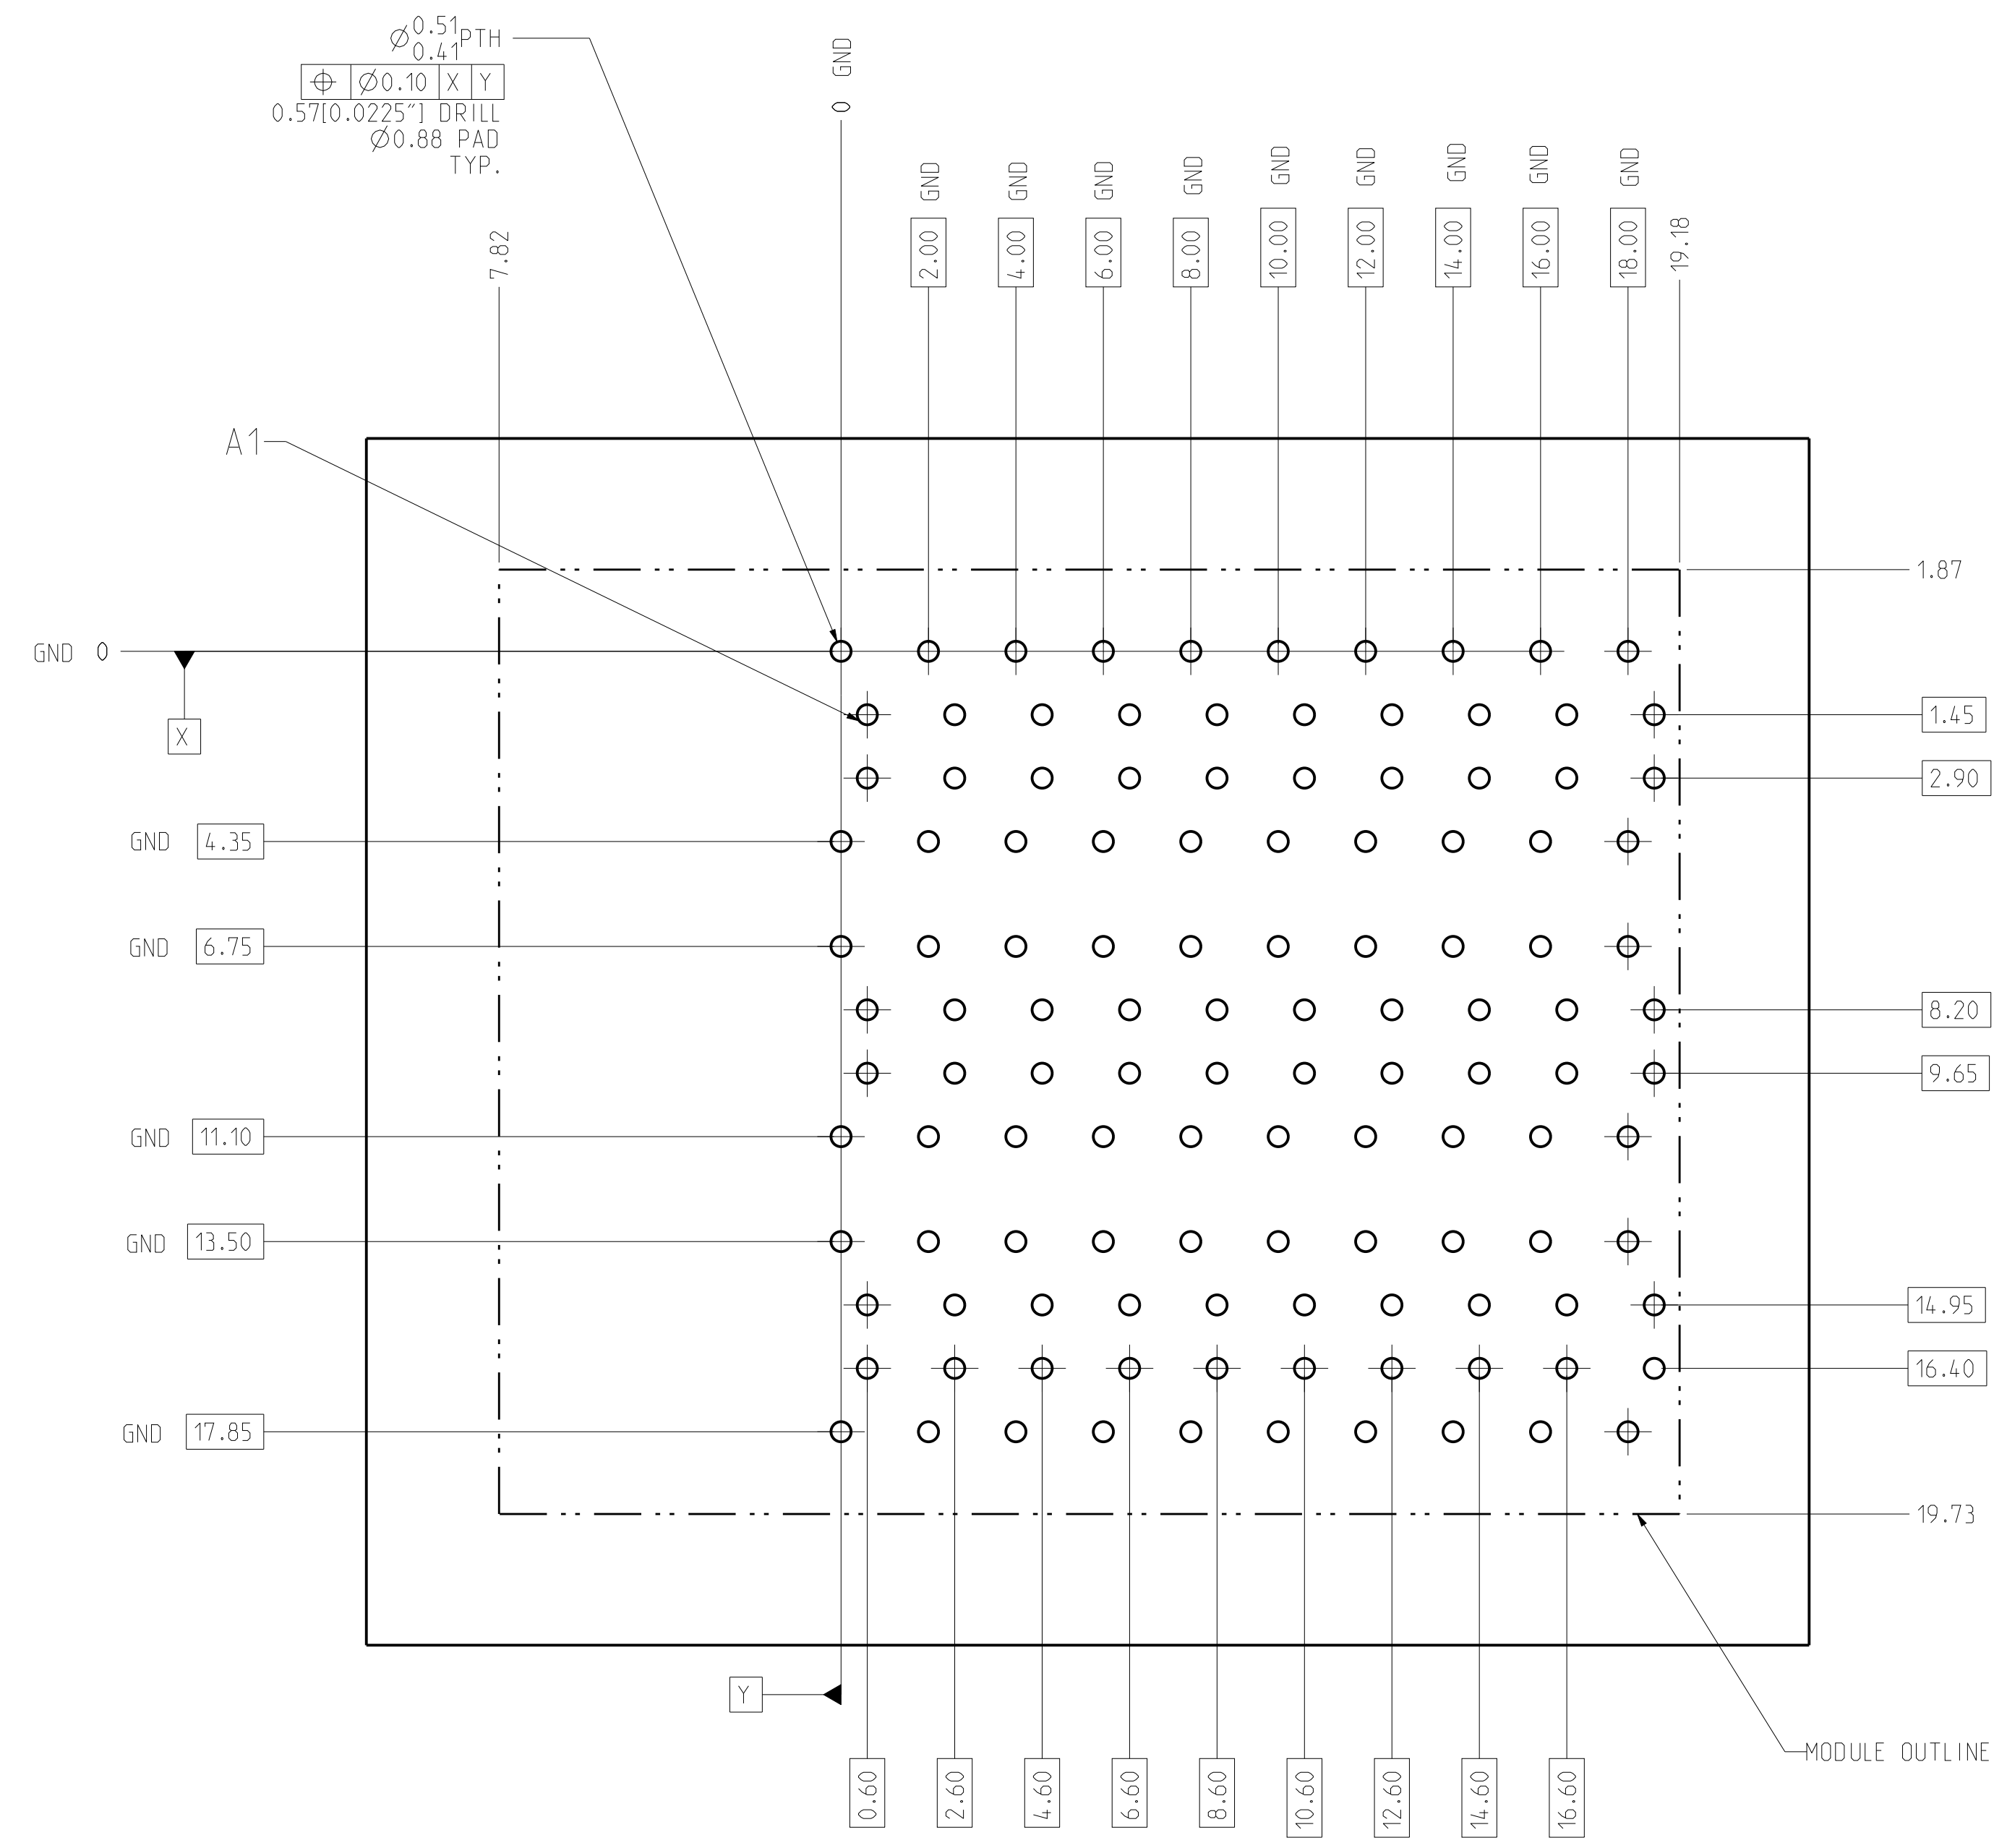 ⌀0.51
0.41 PTH
⌖ ⌀0.10 X Y
0.57[0.0225"] DRILL
⌀0.88 PAD
TYP.
0 GND
2.00 GND
4.00 GND
6.00 GND
8.00 GND
10.00 GND
12.00 GND
14.00 GND
16.00 GND
18.00 GND
7.82
19.18
A1
1.87
GND 0
X
1.45
2.90
GND 4.35
GND 6.75
8.20
9.65
GND 11.10
GND 13.50
14.95
16.40
GND 17.85
19.73
Y
MODULE OUTLINE
0.60
2.60
4.60
6.60
8.60
10.60
12.60
14.60
16.60